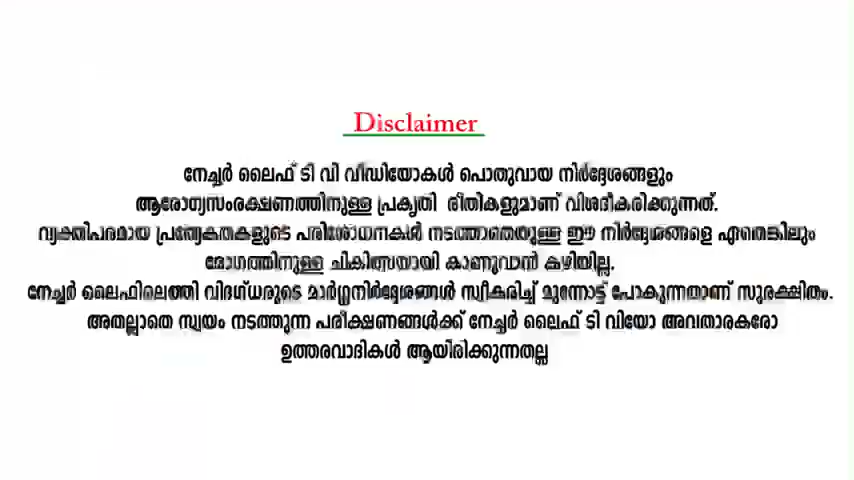 Disclaimer
നേച്ചർ ലൈഫ് ടി വി വീഡിയോകൾ പൊതുവായ നിർദ്ദേശങ്ങളും
ആരോഗ്യസംരക്ഷണത്തിനുള്ള പ്രകൃതി രീതികളുമാണ് വിശദീകരിക്കുന്നത്.
വ്യക്തിപരമായ പ്രത്യേകതകളുടെ പരിശോധനകൾ നടത്താതെയുള്ള ഈ നിർദ്ദേശങ്ങളെ ഏതെങ്കിലും
രോഗത്തിനുള്ള ചികിത്സയായി കാണുവാൻ കഴിയില്ല.
നേച്ചർ ലൈഫിലെത്തി വിദഗ്ധരുടെ മാർഗ്ഗനിർദ്ദേശങ്ങൾ സ്വീകരിച്ച് മുന്നോട്ട് പോകുന്നതാണ് സുരക്ഷിതം.
അതല്ലാതെ സ്വയം നടത്തുന്ന പരീക്ഷണങ്ങൾക്ക് നേച്ചർ ലൈഫ് ടി വിയോ അവതാരകരോ
ഉത്തരവാദികൾ ആയിരിക്കുന്നതല്ല